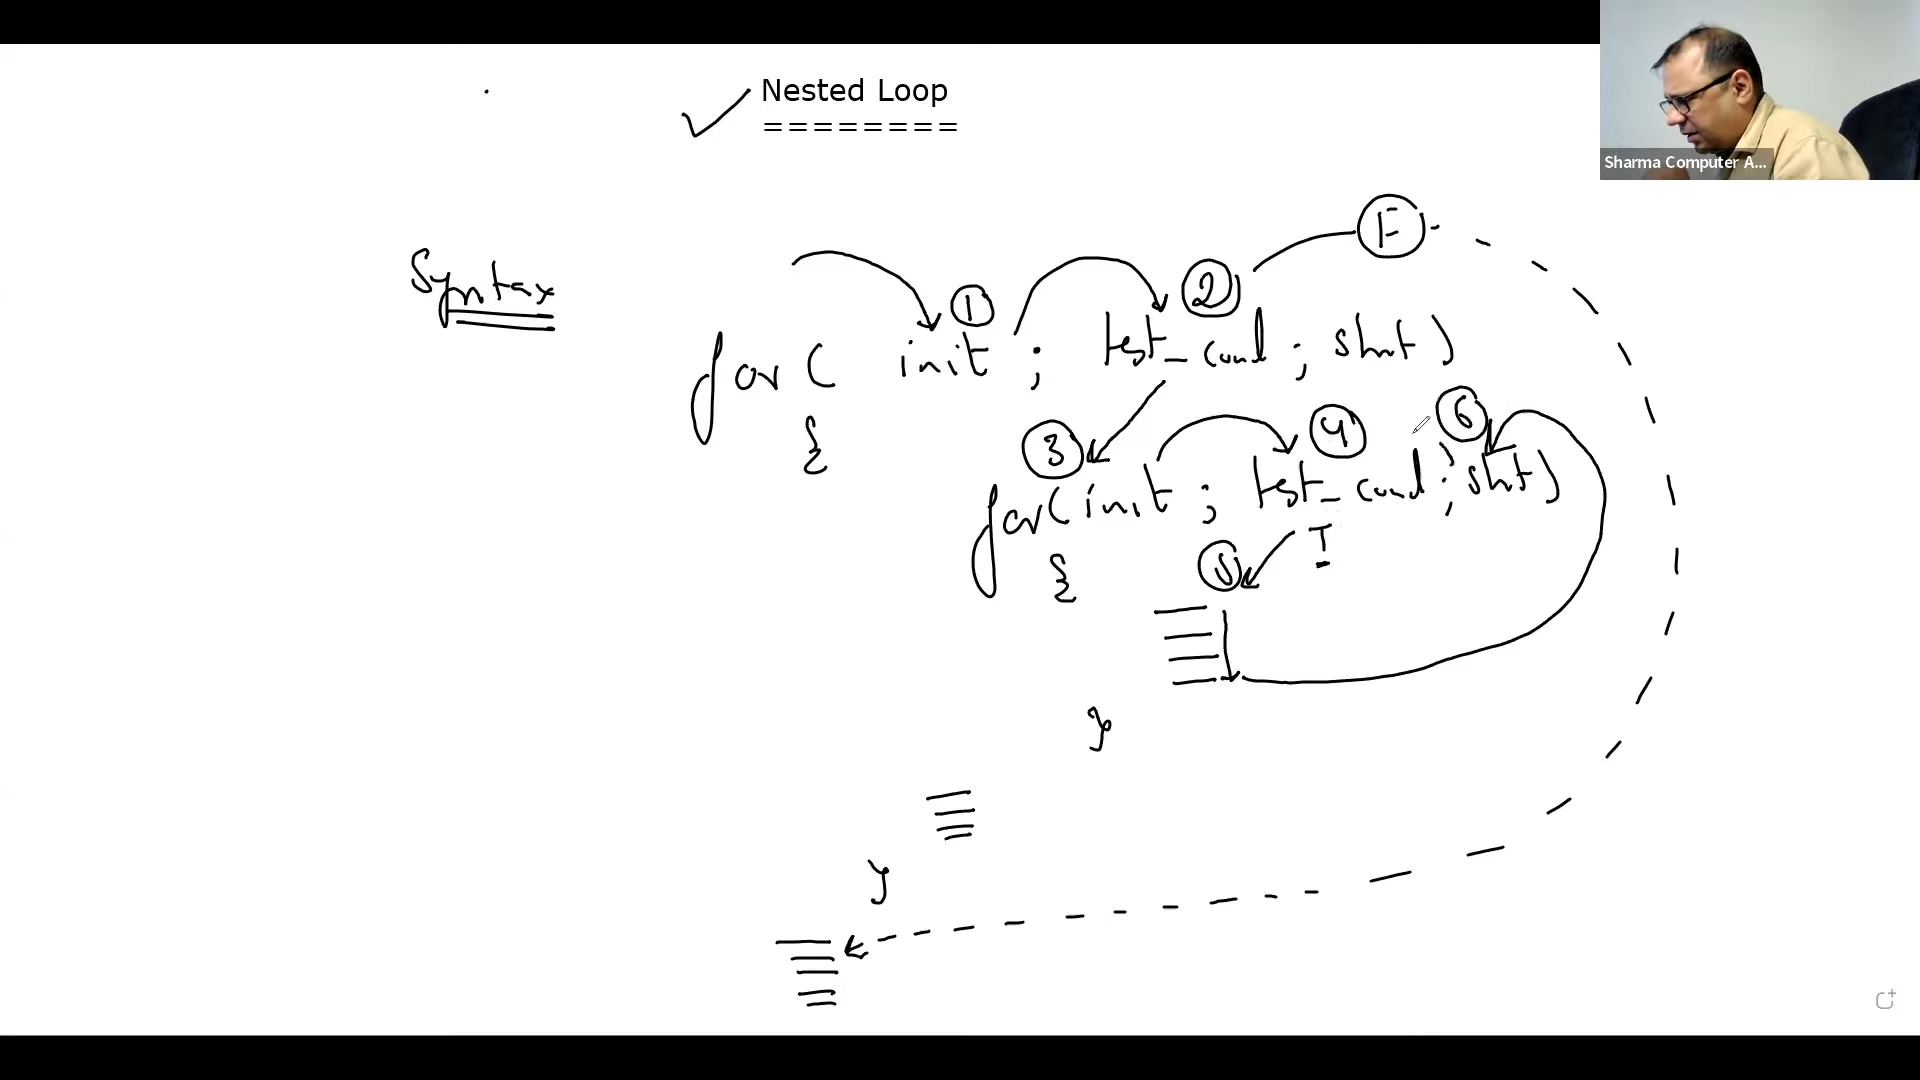 Nested Loop
========
Sharma Computer A...
Syntax
F
1
2
for( init ; test_cond ; stmt )
{
3
4
6
for(init ; test_cond ; stmt )
{
T
5
}
}